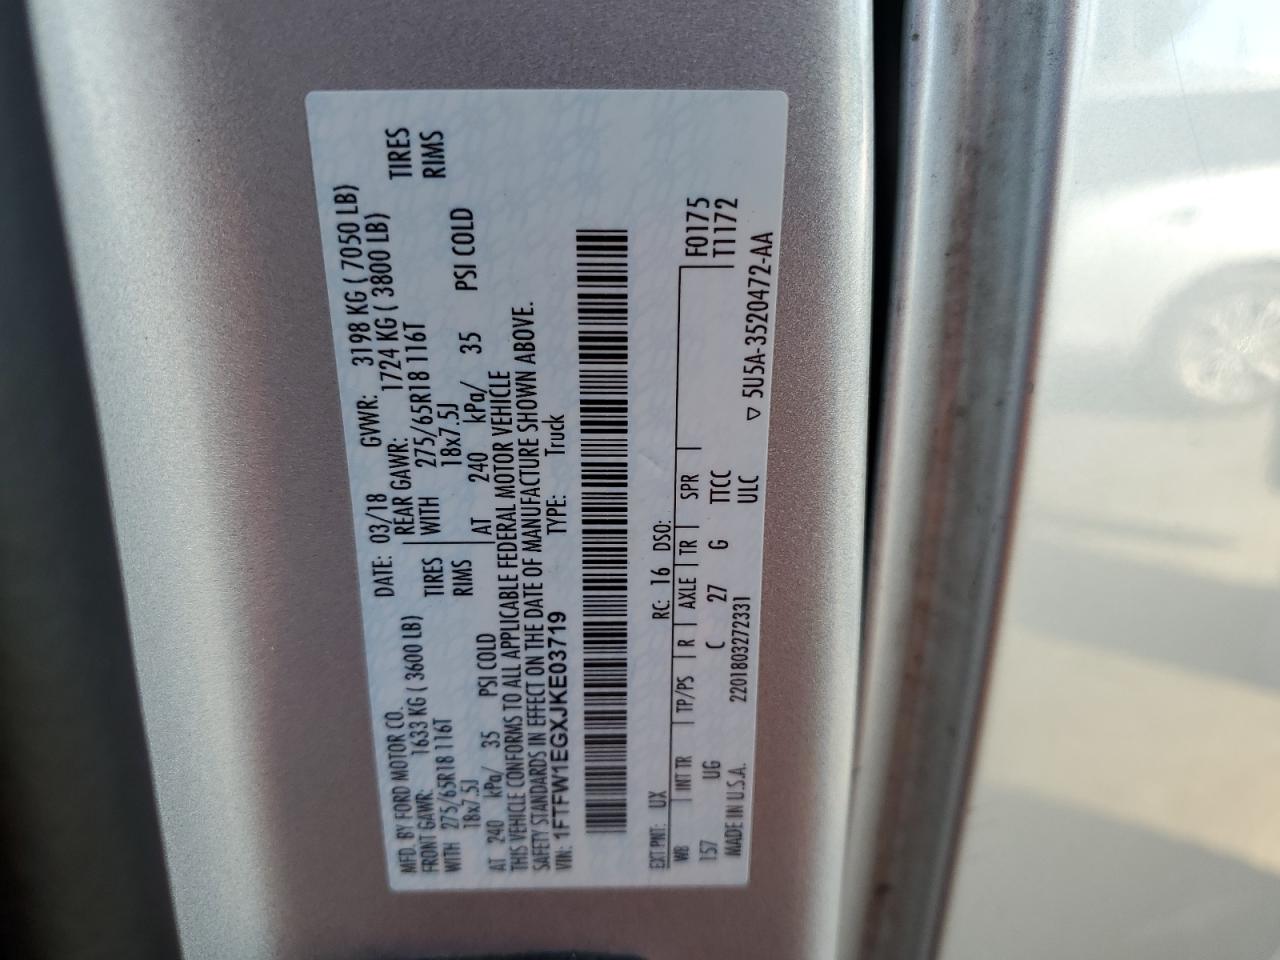 MFD. BY FORD MOTOR CO. DATE: 03/18 GVWR: 3198 KG ( 7050 LB)
FRONT GAWR: 1633 KG ( 3600 LB) REAR GAWR: 1724 KG ( 3800 LB)
WITH 275/65R18 116T TIRES WITH 275/65R18 116T TIRES
18x7.5J RIMS 18x7.5J RIMS
AT 240 kPa/ 35 PSI COLD AT 240 kPa/ 35 PSI COLD
THIS VEHICLE CONFORMS TO ALL APPLICABLE FEDERAL MOTOR VEHICLE
SAFETY STANDARDS IN EFFECT ON THE DATE OF MANUFACTURE SHOWN ABOVE.
VIN: 1FTFW1EGXJKE03719 TYPE: Truck
EXT PNT: UX RC: 16 DSO:
WB INT TR TP/PS R AXLE TR SPR F0175
157 UG C 27 G TTCC T1172
MADE IN U.S.A. 2201803272331 ULC
▽ 5U5A-3520472-AA